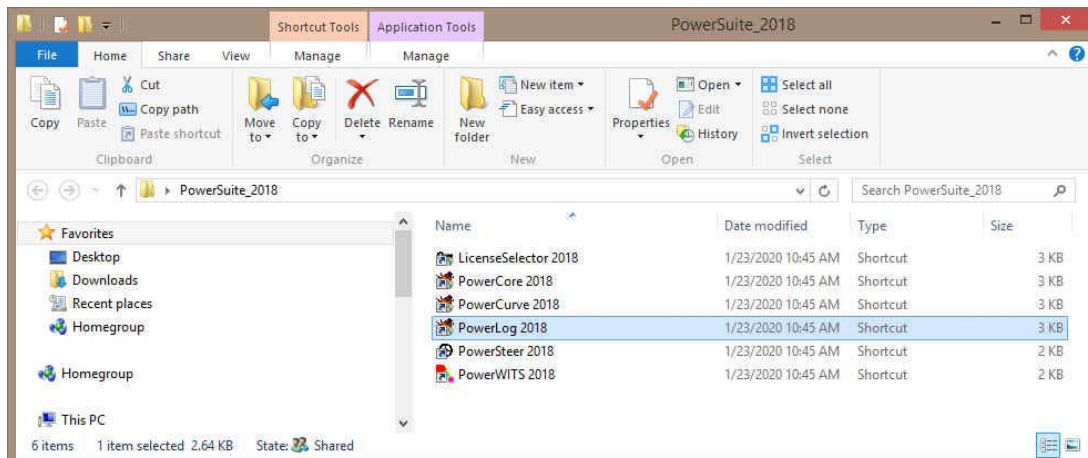 Shortcut Tools Application Tools PowerSuite_2018
File Home Share View Manage Manage
Copy
Paste
Cut
Copy path
Paste shortcut
Clipboard
Move to
Copy to
Delete
Rename
Organize
New folder
New item
Easy access
New
Properties
Open
Edit
History
Open
Select all
Select none
Invert selection
Select
PowerSuite_2018 Search PowerSuite_2018
Favorites
Desktop
Downloads
Recent places
Homegroup
Homegroup
This PC
Name Date modified Type Size
LicenseSelector 2018 1/23/2020 10:45 AM Shortcut 3 KB
PowerCore 2018 1/23/2020 10:45 AM Shortcut 3 KB
PowerCurve 2018 1/23/2020 10:45 AM Shortcut 3 KB
PowerLog 2018 1/23/2020 10:45 AM Shortcut 3 KB
PowerSteer 2018 1/23/2020 10:45 AM Shortcut 2 KB
PowerWITS 2018 1/23/2020 10:45 AM Shortcut 2 KB
6 items 1 item selected 2.64 KB State: Shared